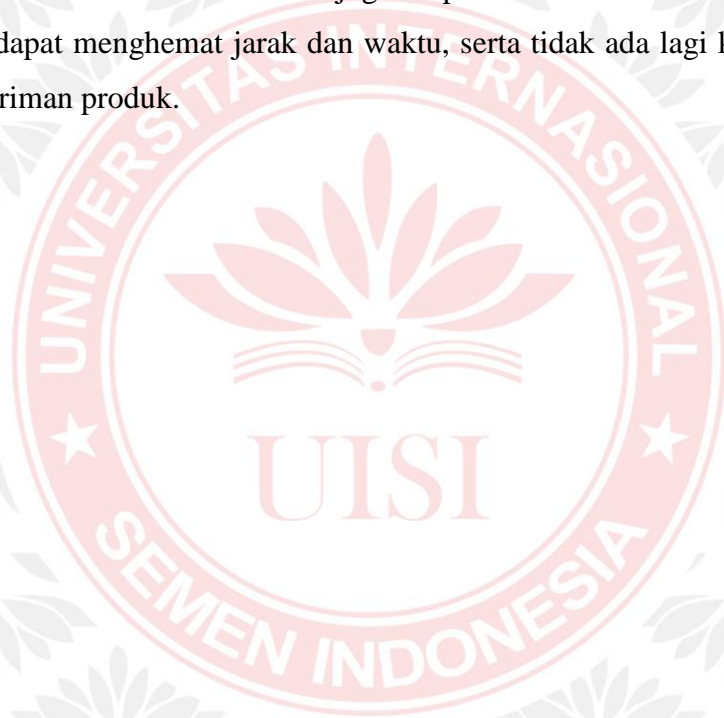 dapat menghemat jarak dan waktu, serta tidak ada lagi
riman produk.
UNIVERSITAS INTERNASIONAL
UISI
SEMEN INDONESIA